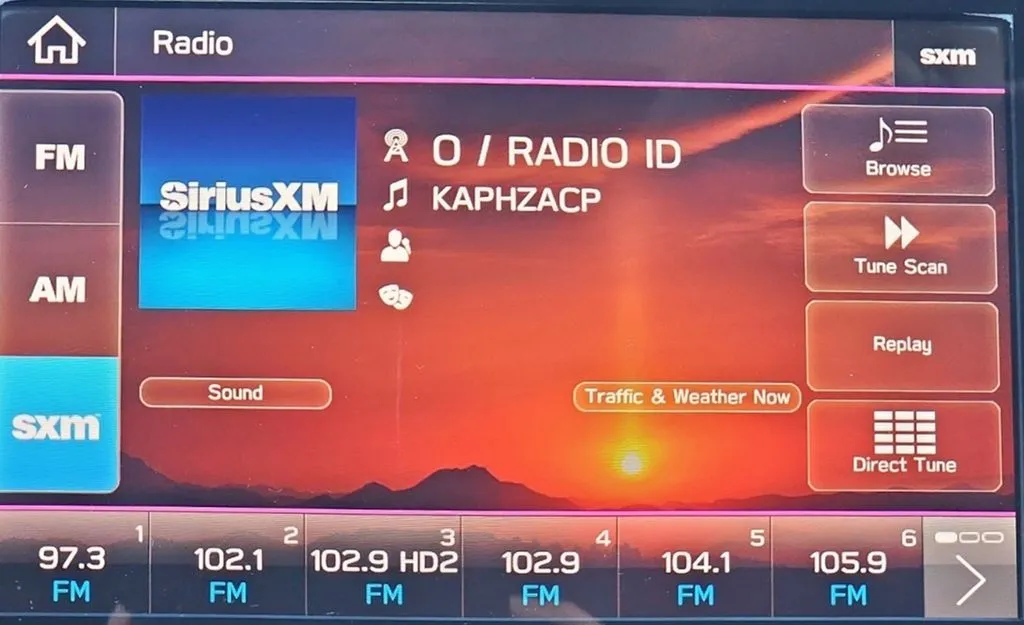 Radio
sxm
FM
AM
sxm
SiriusXM
0 / RADIO ID
KAPHZACP
Sound
Traffic & Weather Now
Browse
Tune Scan
Replay
Direct Tune
1
97.3
FM
2
102.1
FM
3
102.9 HD2
FM
4
102.9
FM
5
104.1
FM
6
105.9
FM